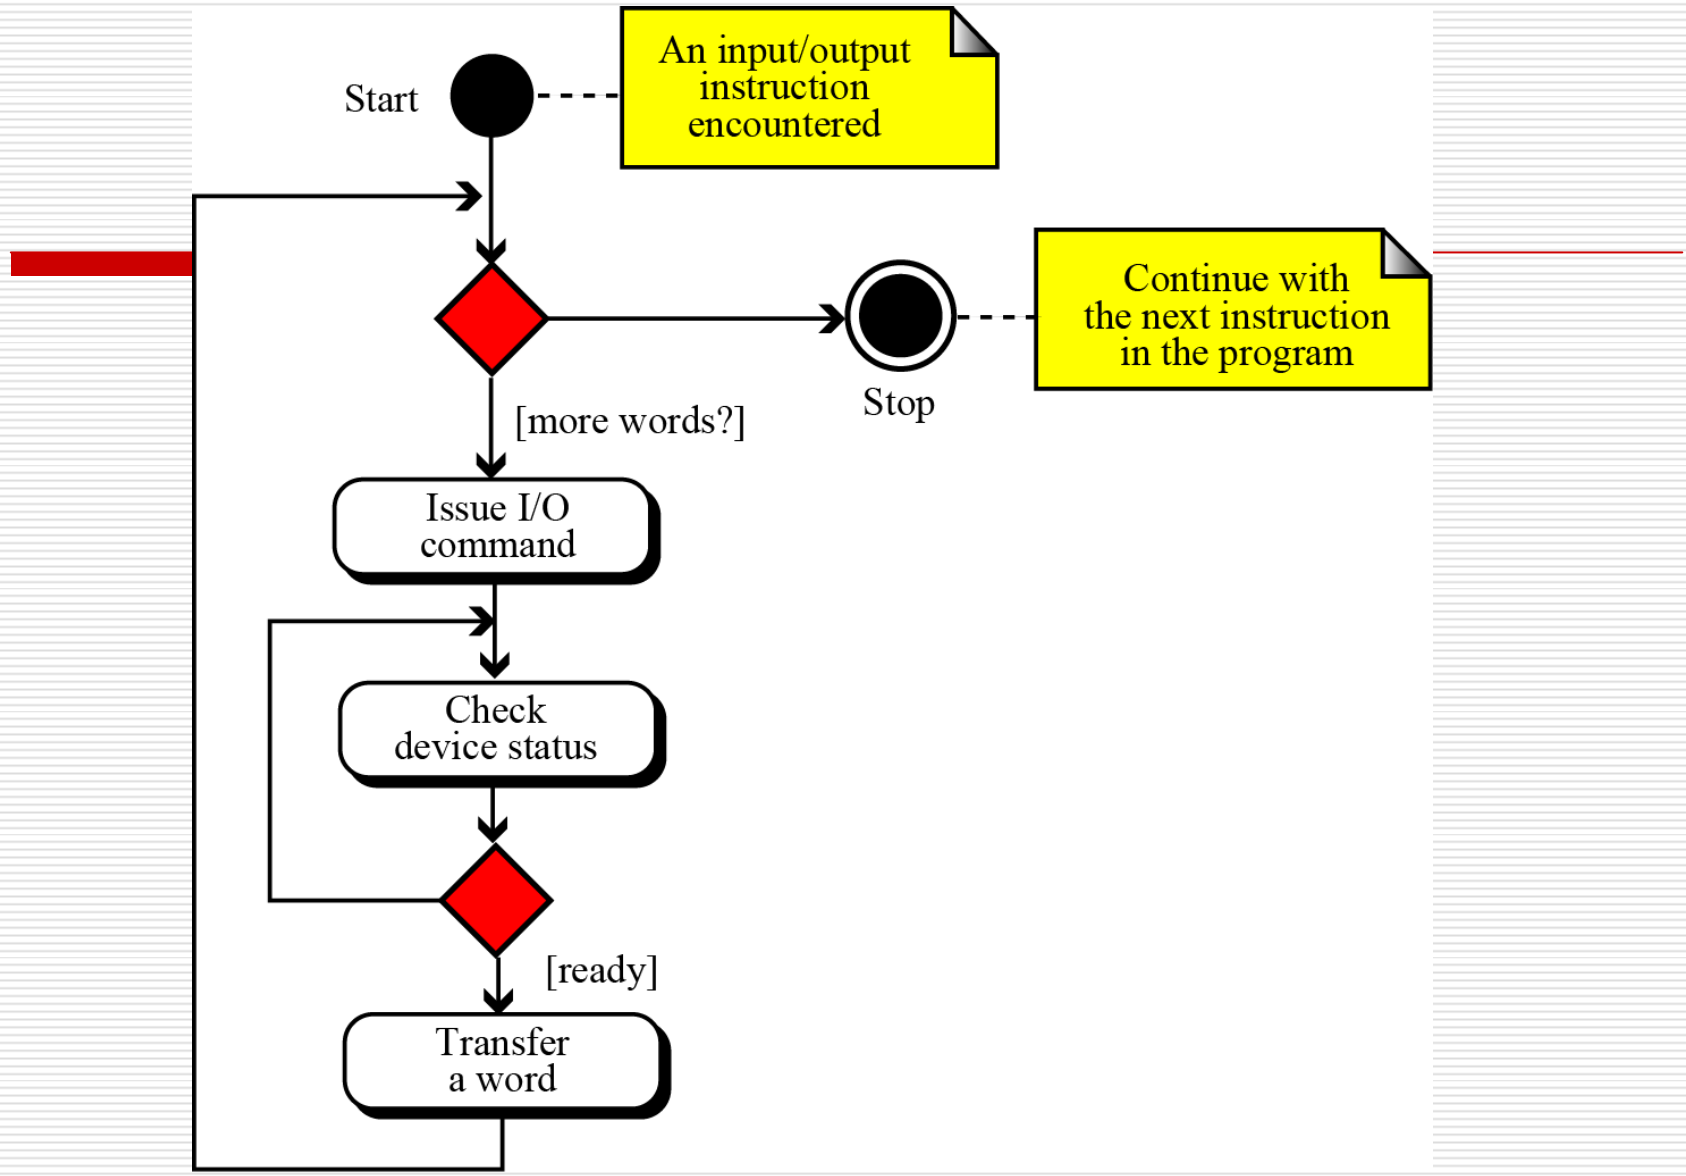 Start
An input/output
instruction
encountered
Continue with
the next instruction
in the program
Stop
[more words?]
Issue I/O
command
Check
device status
[ready]
Transfer
a word